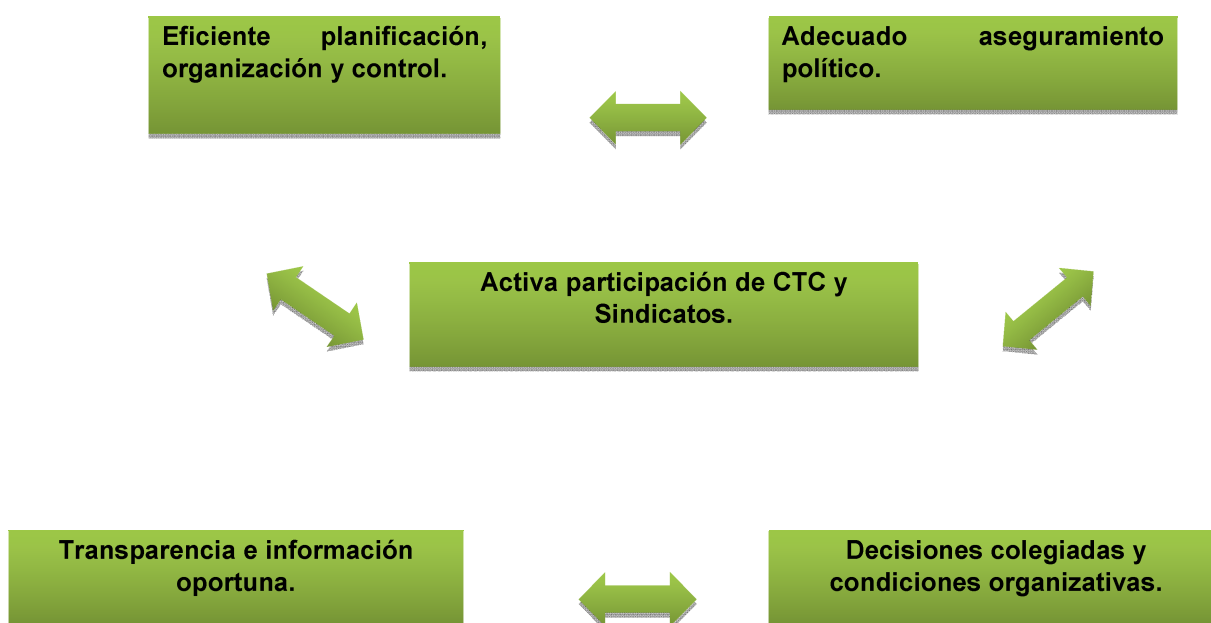 Eficiente planificación,
organización y control.
Adecuado aseguramiento
político.
Activa participación de CTC y
Sindicatos.
Transparencia e información
oportuna.
Decisiones colegiadas y
condiciones organizativas.